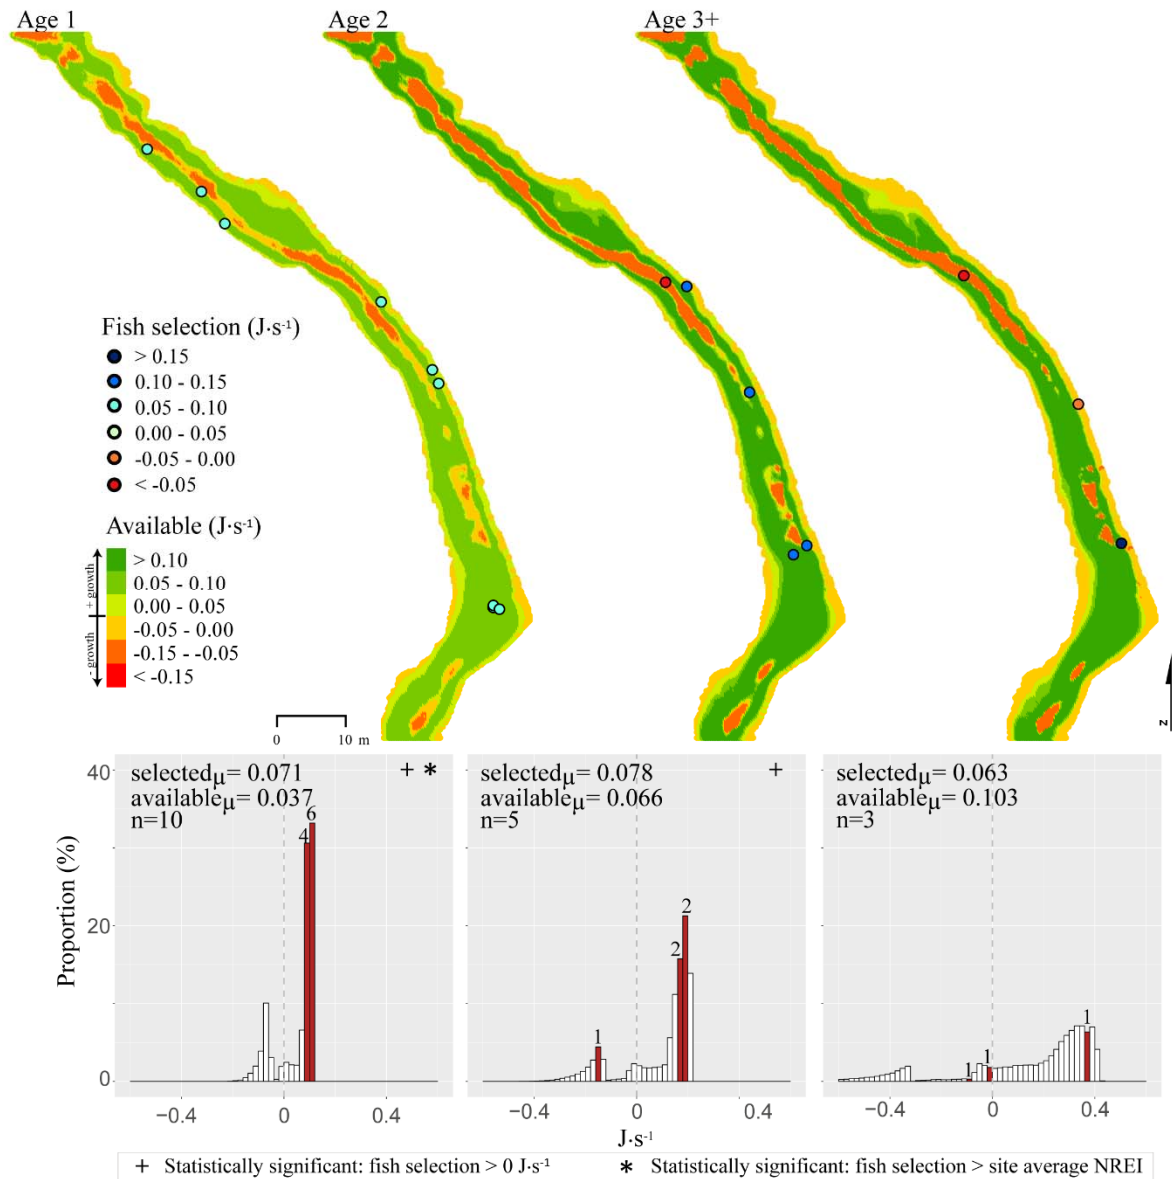 Age 1
Age 2
Age 3+
Fish selection (J·s⁻¹)
> 0.15
0.10 - 0.15
0.05 - 0.10
0.00 - 0.05
-0.05 - 0.00
< -0.05
Available (J·s⁻¹)
+ growth
- growth
> 0.10
0.05 - 0.10
0.00 - 0.05
-0.05 - 0.00
-0.15 - -0.05
< -0.15
0 10 m
N
selectedμ= 0.071
availableμ= 0.037
n=10
+ *
4 6
selectedμ= 0.078
availableμ= 0.066
n=5
+
1 2 2
selectedμ= 0.063
availableμ= 0.103
n=3
1 1 1
Proportion (%)
40
20
0
−0.4 0 0.4
−0.4 0 0.4
−0.4 0 0.4
J·s⁻¹
+ Statistically significant: fish selection > 0 J·s⁻¹
* Statistically significant: fish selection > site average NREI